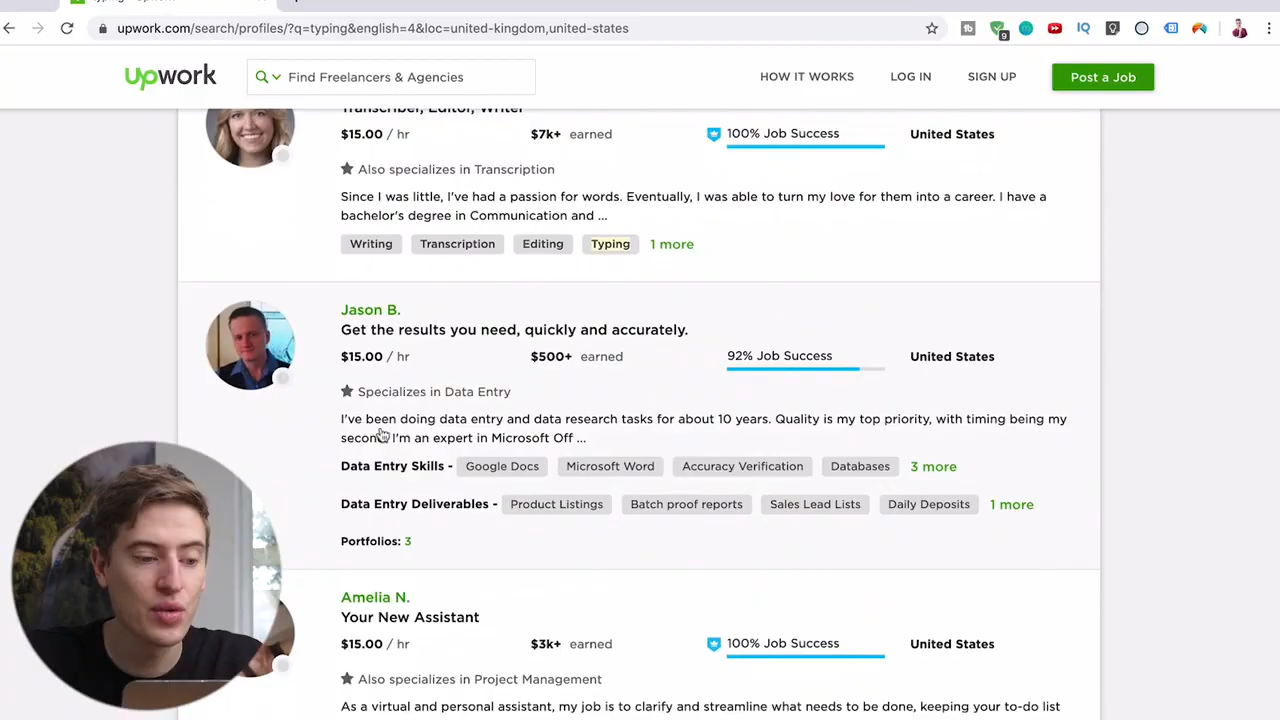 upwork.com/search/profiles/?q=typing&english=4&loc=united-kingdom,united-states
9
IQ
upwork
Find Freelancers & Agencies
HOW IT WORKS
LOG IN
SIGN UP
Post a Job
Transcriber, Editor, Writer
$15.00 / hr
$7k+ earned
100% Job Success
United States
Also specializes in Transcription
Since I was little, I've had a passion for words. Eventually, I was able to turn my love for them into a career. I have a
bachelor's degree in Communication and ...
Writing
Transcription
Editing
Typing
1 more
Jason B.
Get the results you need, quickly and accurately.
$15.00 / hr
$500+ earned
92% Job Success
United States
Specializes in Data Entry
I've been doing data entry and data research tasks for about 10 years. Quality is my top priority, with timing being my
second I'm an expert in Microsoft Off ...
Data Entry Skills -
Google Docs
Microsoft Word
Accuracy Verification
Databases
3 more
Data Entry Deliverables -
Product Listings
Batch proof reports
Sales Lead Lists
Daily Deposits
1 more
Portfolios: 3
Amelia N.
Your New Assistant
$15.00 / hr
$3k+ earned
100% Job Success
United States
Also specializes in Project Management
As a virtual and personal assistant, my job is to clarify and streamline what needs to be done, keeping your to-do list